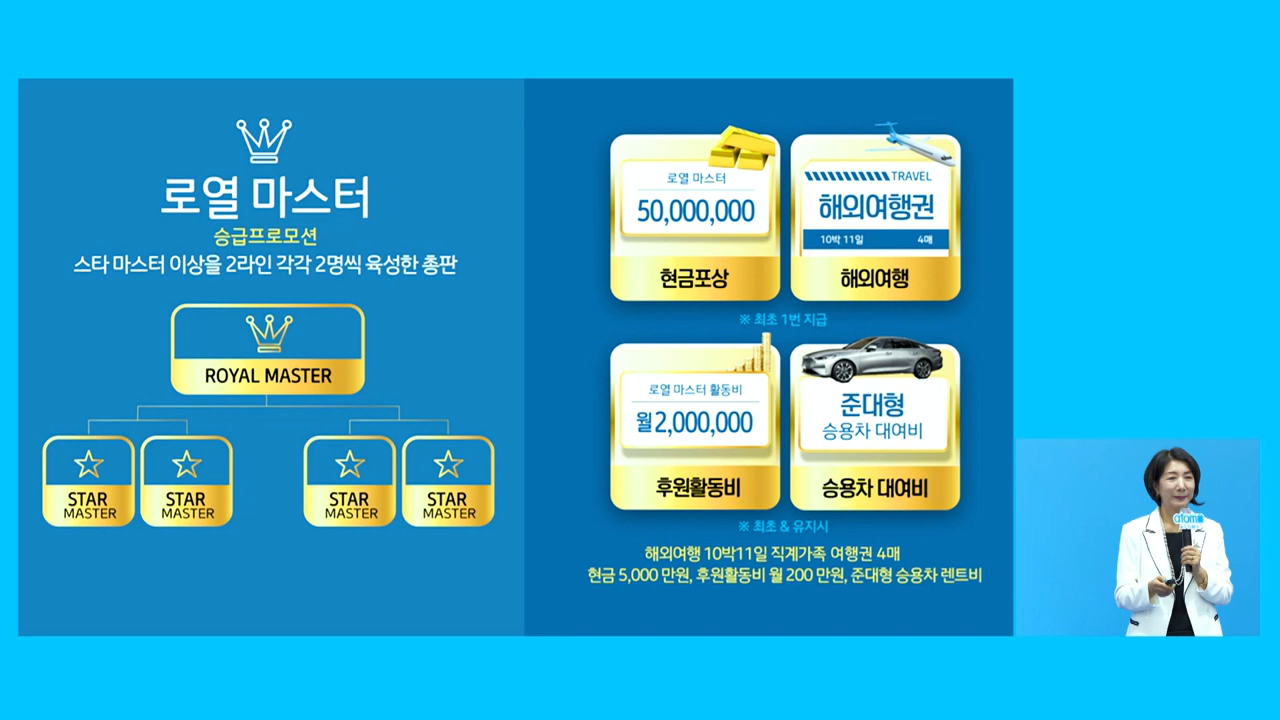 로열 마스터
승급프로모션
스타 마스터 이상을 2라인 각각 2명씩 육성한 총판
ROYAL MASTER
STAR
MASTER
STAR
MASTER
STAR
MASTER
STAR
MASTER
로열 마스터
50,000,000
현금포상
TRAVEL
해외여행권
10박 11일 4매
해외여행
※ 최초 1번 지급
로열 마스터 활동비
월2,000,000
후원활동비
준대형
승용차 대여비
승용차 대여비
※ 최초 & 유지시
해외여행 10박11일 직계가족 여행권 4매
현금 5,000 만원, 후원활동비 월 200 만원, 준대형 승용차 렌트비